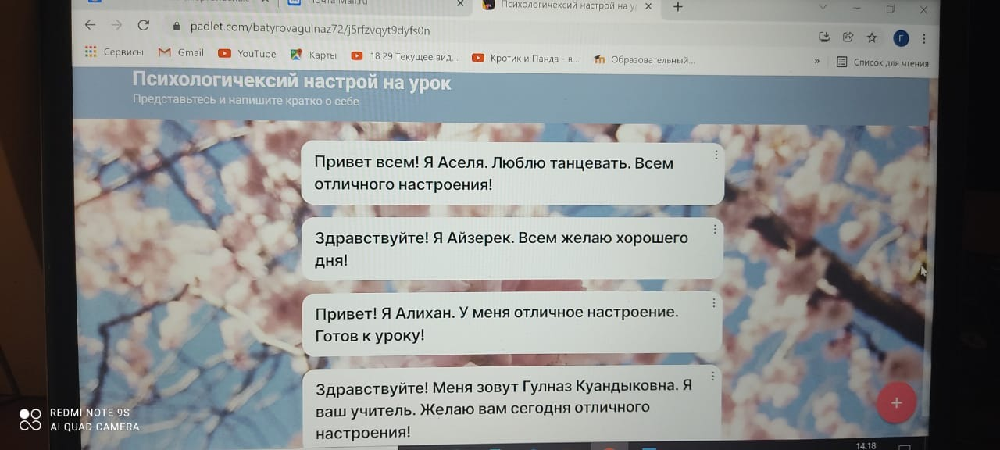 Почта Mail.ru
Психологичексий настрой на у
padlet.com/batyrovagulnaz72/j5rfzvqyt9dyfs0n
Г
Сервисы Gmail YouTube Карты 18:29 Текущее вид... Кротик и Панда - в... Образовательный... » Список для чтения
Психологичексий настрой на урок
Представьтесь и напишите кратко о себе
Привет всем! Я Аселя. Люблю танцевать. Всем
отличного настроения!
Здравствуйте! Я Айзерек. Всем желаю хорошего
дня!
Привет! Я Алихан. У меня отличное настроение.
Готов к уроку!
Здравствуйте! Меня зовут Гулназ Куандыковна. Я
ваш учитель. Желаю вам сегодня отличного
настроения!
REDMI NOTE 9S
AI QUAD CAMERA
14:18